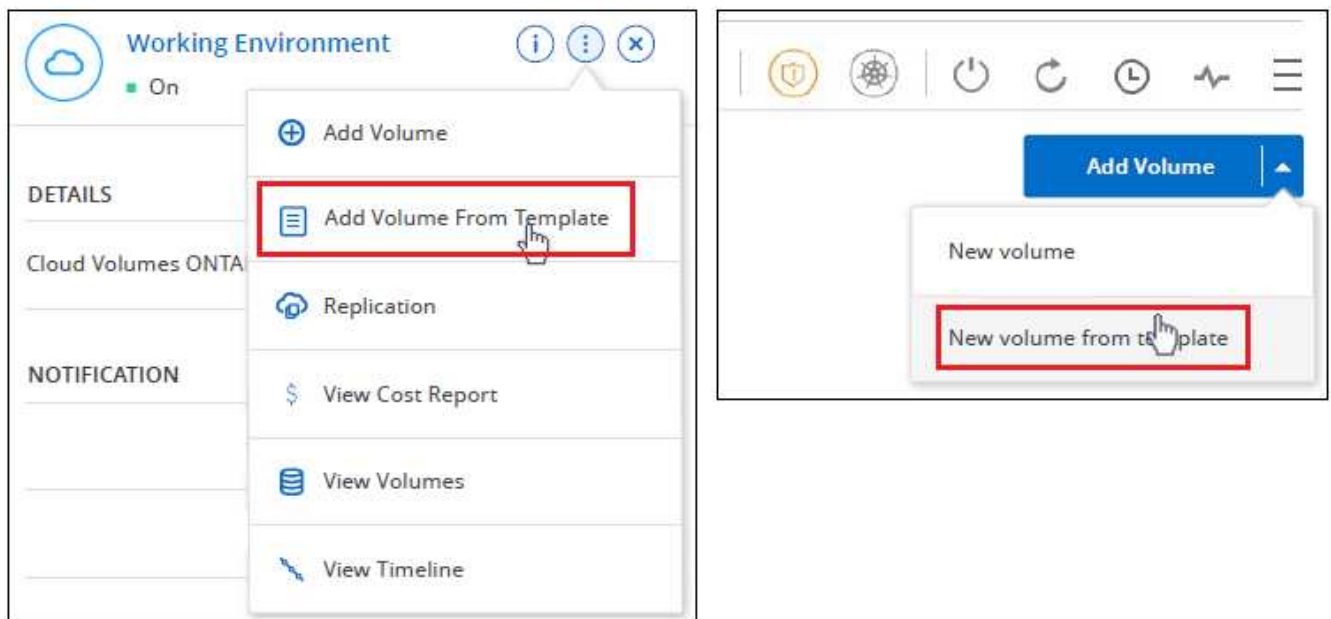 Working Environment
On
Add Volume
DETAILS
Add Volume From Template
Cloud Volumes ONTA
Replication
NOTIFICATION
View Cost Report
View Volumes
View Timeline
Add Volume
New volume
New volume from template